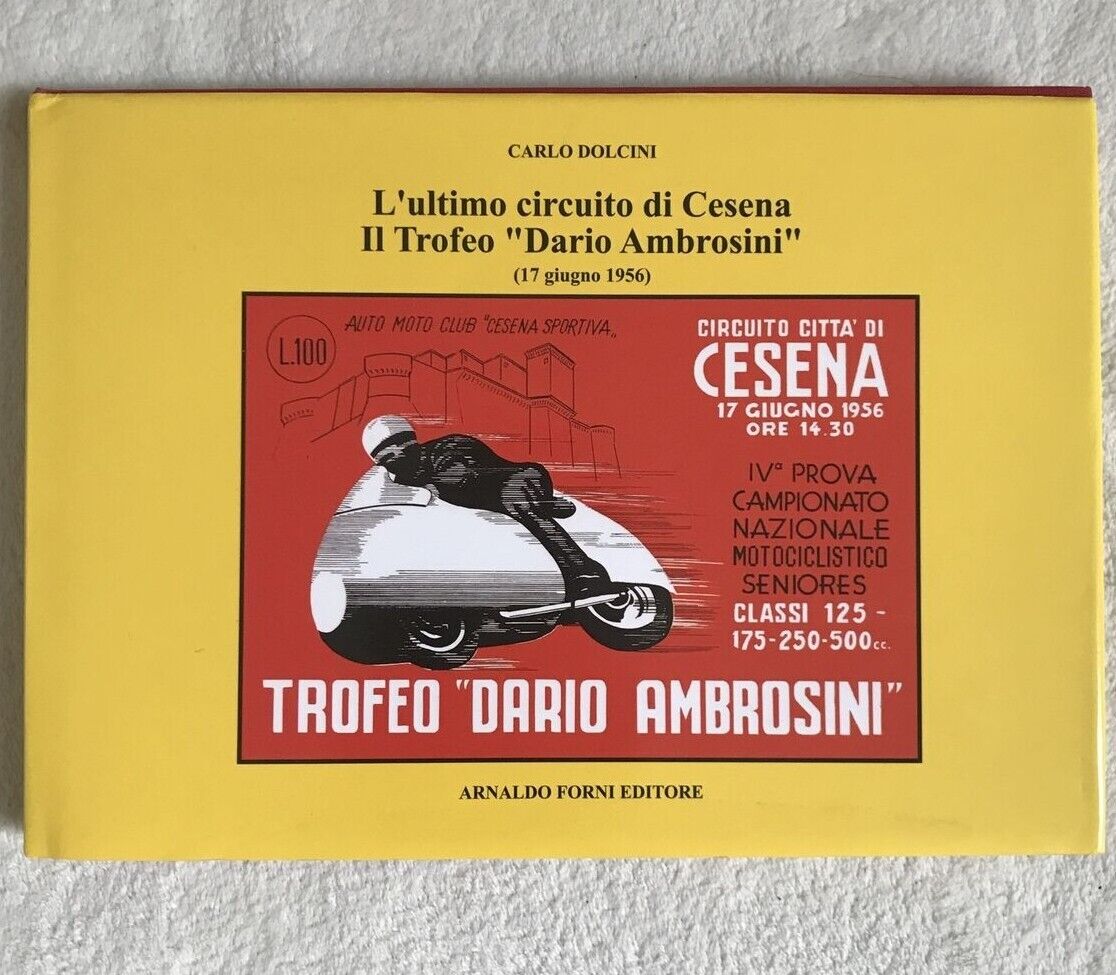 CARLO DOLCINI
L'ultimo circuito di Cesena
Il Trofeo "Dario Ambrosini"
(17 giugno 1956)
L.100
AUTO MOTO CLUB "CESENA SPORTIVA„
CIRCUITO CITTA' DI
CESENA
17 GIUGNO 1956
ORE 14.30
IVª PROVA
CAMPIONATO
NAZIONALE
MOTOCICLISTICO
SENIORES
CLASSI 125 -
175-250-500 cc.
TROFEO "DARIO AMBROSINI"
ARNALDO FORNI EDITORE